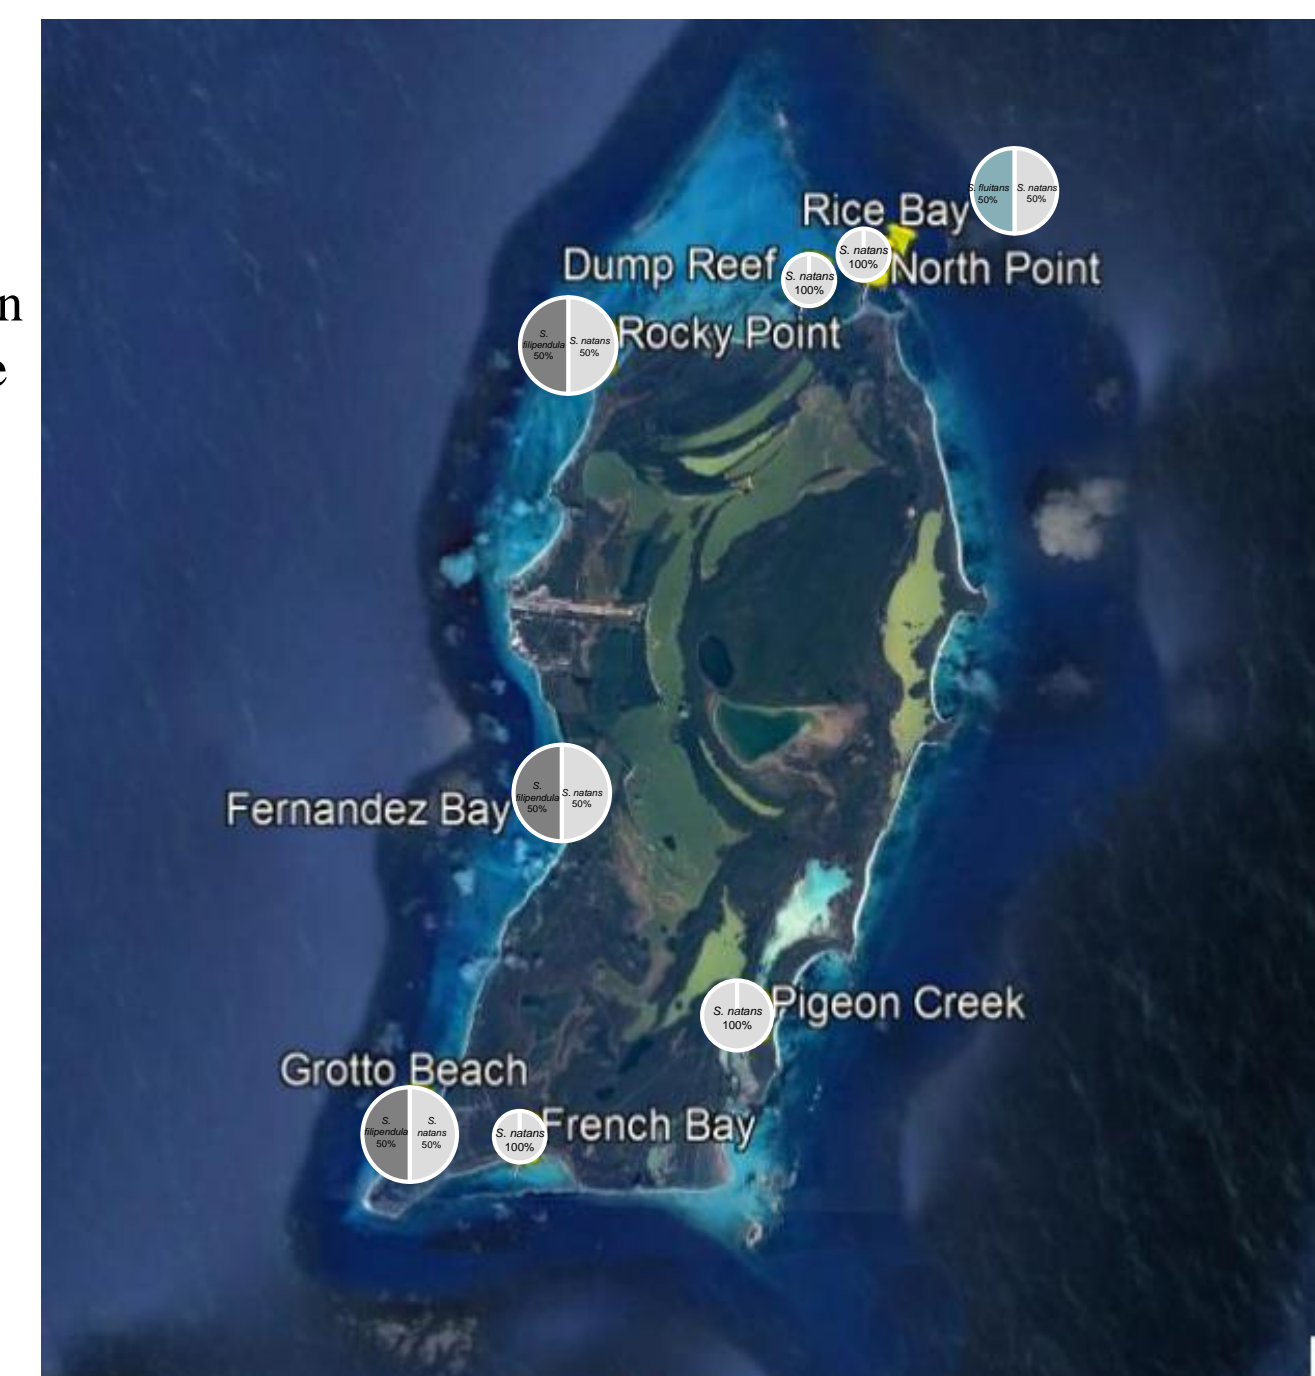 n
e
S. fluitans
50%
S. natans
50%
Rice Bay
S. natans
100%
North Point
Dump Reef
S. natans
100%
S.
filipendula
50%
S. natans
50%
Rocky Point
Fernandez Bay
S.
filipendula
50%
S. natans
50%
S. natans
100%
Pigeon Creek
Grotto Beach
S.
filipendula
50%
S.
natans
50%
S. natans
100%
French Bay